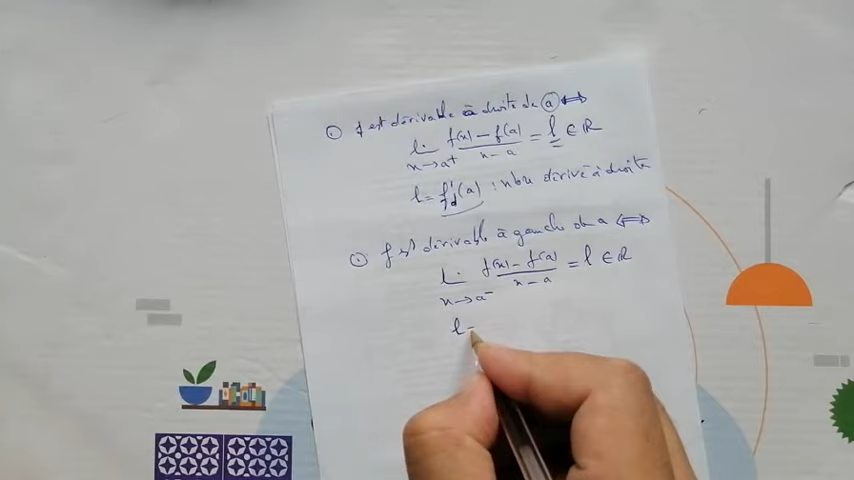 ⊙ f est dérivable à droite de a ⟺
lim x→a⁺ f(x) - f(a) / x - a = l ∈ ℝ
l = f'd(a) : nbre dérivé à droite
⊙ f est dérivable à gauche de a ⟺
lim x→a⁻ f(x) - f(a) / x - a = l ∈ ℝ
l =